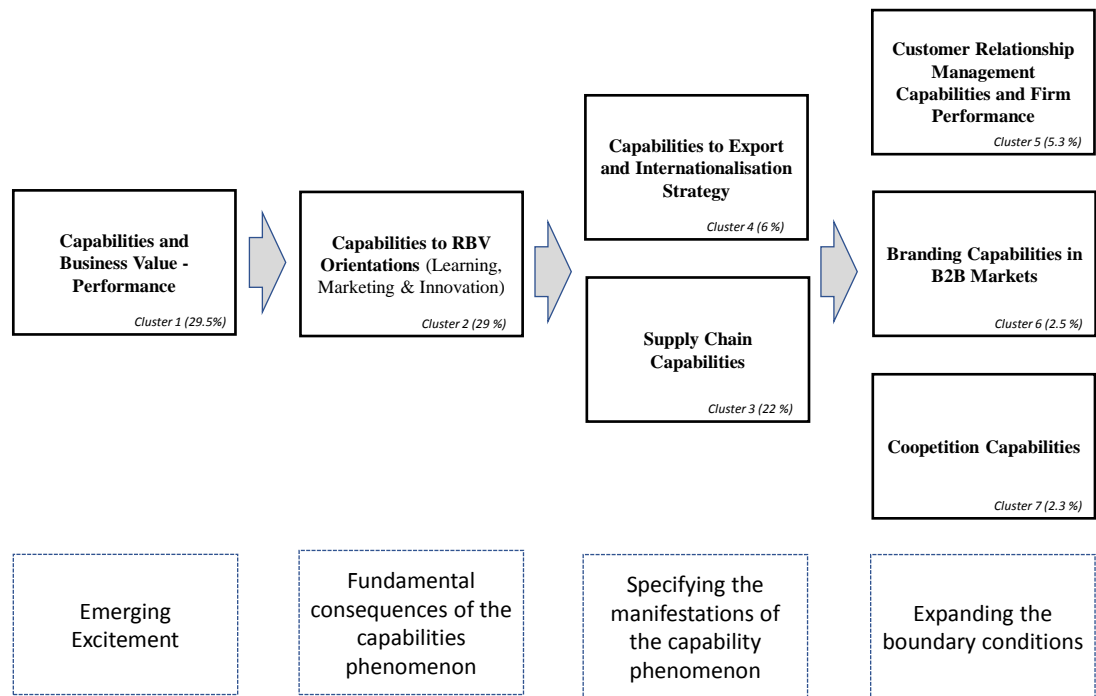 Capabilities and
Business Value -
Performance
Cluster 1 (29.5%)
Capabilities to RBV
Orientations (Learning,
Marketing & Innovation)
Cluster 2 (29 %)
Capabilities to Export
and Internationalisation
Strategy
Cluster 4 (6 %)
Supply Chain
Capabilities
Cluster 3 (22 %)
Customer Relationship
Management
Capabilities and Firm
Performance
Cluster 5 (5.3 %)
Branding Capabilities in
B2B Markets
Cluster 6 (2.5 %)
Coopetition Capabilities
Cluster 7 (2.3 %)
Emerging
Excitement
Fundamental
consequences of the
capabilities
phenomenon
Specifying the
manifestations of
the capability
phenomenon
Expanding the
boundary conditions